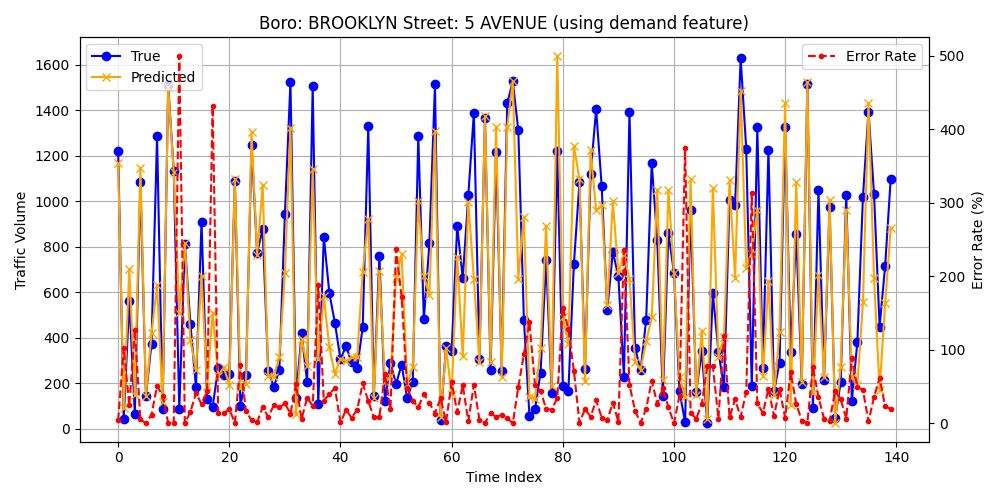 Boro: BROOKLYN Street: 5 AVENUE (using demand feature)
True
Predicted
Error Rate
Traffic Volume
1600
1400
1200
1000
800
600
400
200
0
500
400
300
200
100
0
Error Rate (%)
0 20 40 60 80 100 120 140
Time Index